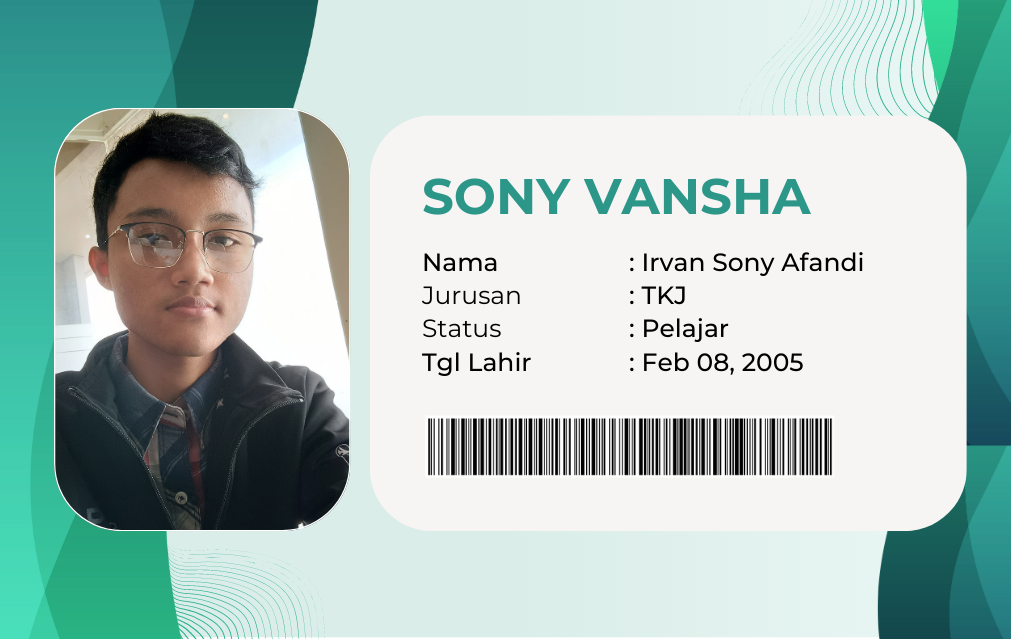 SONY VANSHA
Nama : Irvan Sony Afandi
Jurusan : TKJ
Status : Pelajar
Tgl Lahir : Feb 08, 2005